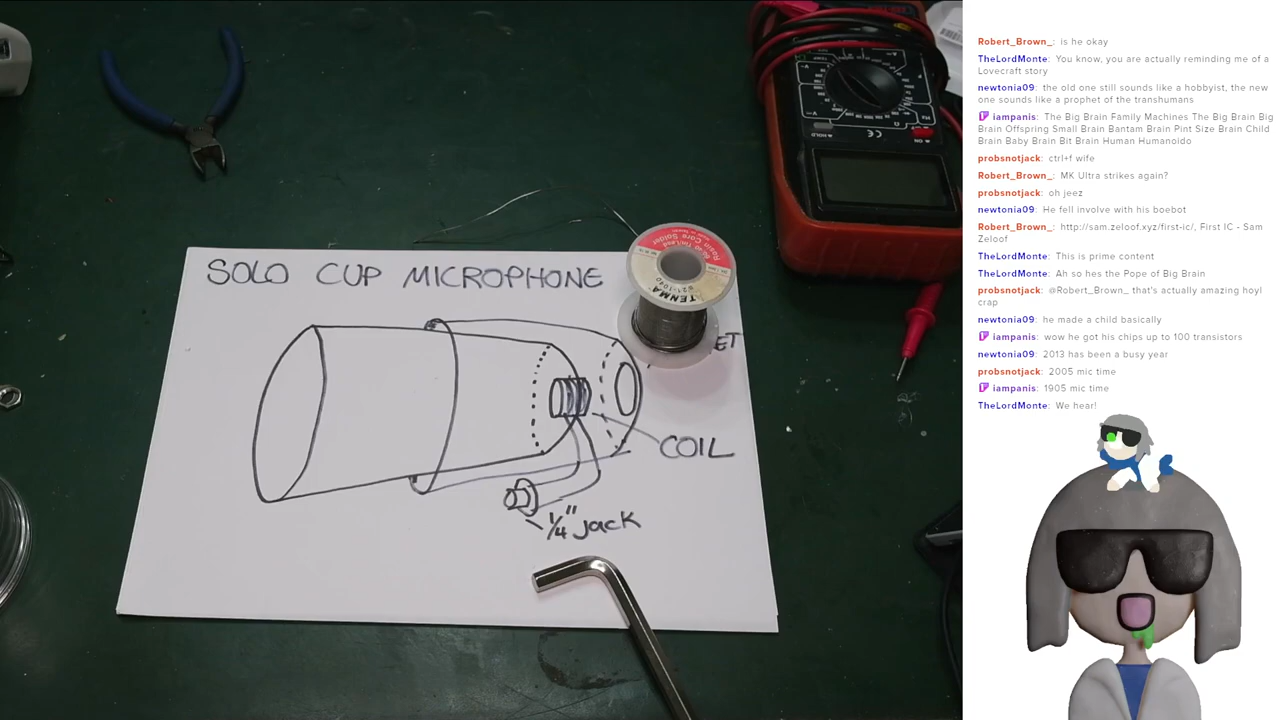 SOLO CUP MICROPHONE
ET
COIL
1/4" jack
Rosin Core Solder
TENMA
21-1040
Robert_Brown_: is he okay
TheLordMonte: You know, you are actually reminding me of a
Lovecraft story
newtonia09: the old one still sounds like a hobbyist, the new
one sounds like a prophet of the transhumans
iampanis: The Big Brain Family Machines The Big Brain Big
Brain Offspring Small Brain Bantam Brain Pint Size Brain Child
Brain Baby Brain Bit Brain Human Humanoido
probsnotjack: ctrl+f wife
Robert_Brown_: MK Ultra strikes again?
probsnotjack: oh jeez
newtonia09: He fell involve with his boebot
Robert_Brown_: http://sam.zeloof.xyz/first-ic/, First IC - Sam
Zeloof
TheLordMonte: This is prime content
TheLordMonte: Ah so hes the Pope of Big Brain
probsnotjack: @Robert_Brown_ that's actually amazing hoyl
crap
newtonia09: he made a child basically
iampanis: wow he got his chips up to 100 transistors
newtonia09: 2013 has been a busy year
probsnotjack: 2005 mic time
iampanis: 1905 mic time
TheLordMonte: We hear!